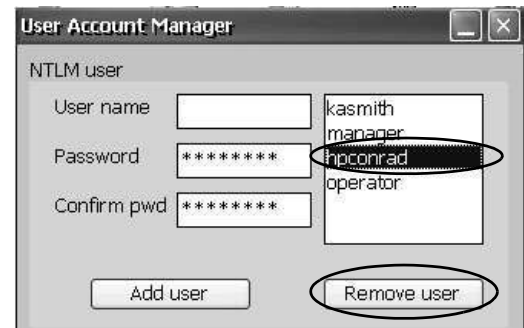 User Account Manager
NTLM user
User name
kasmith
manager
Password ********
hpconrad
operator
Confirm pwd ********
Add user
Remove user